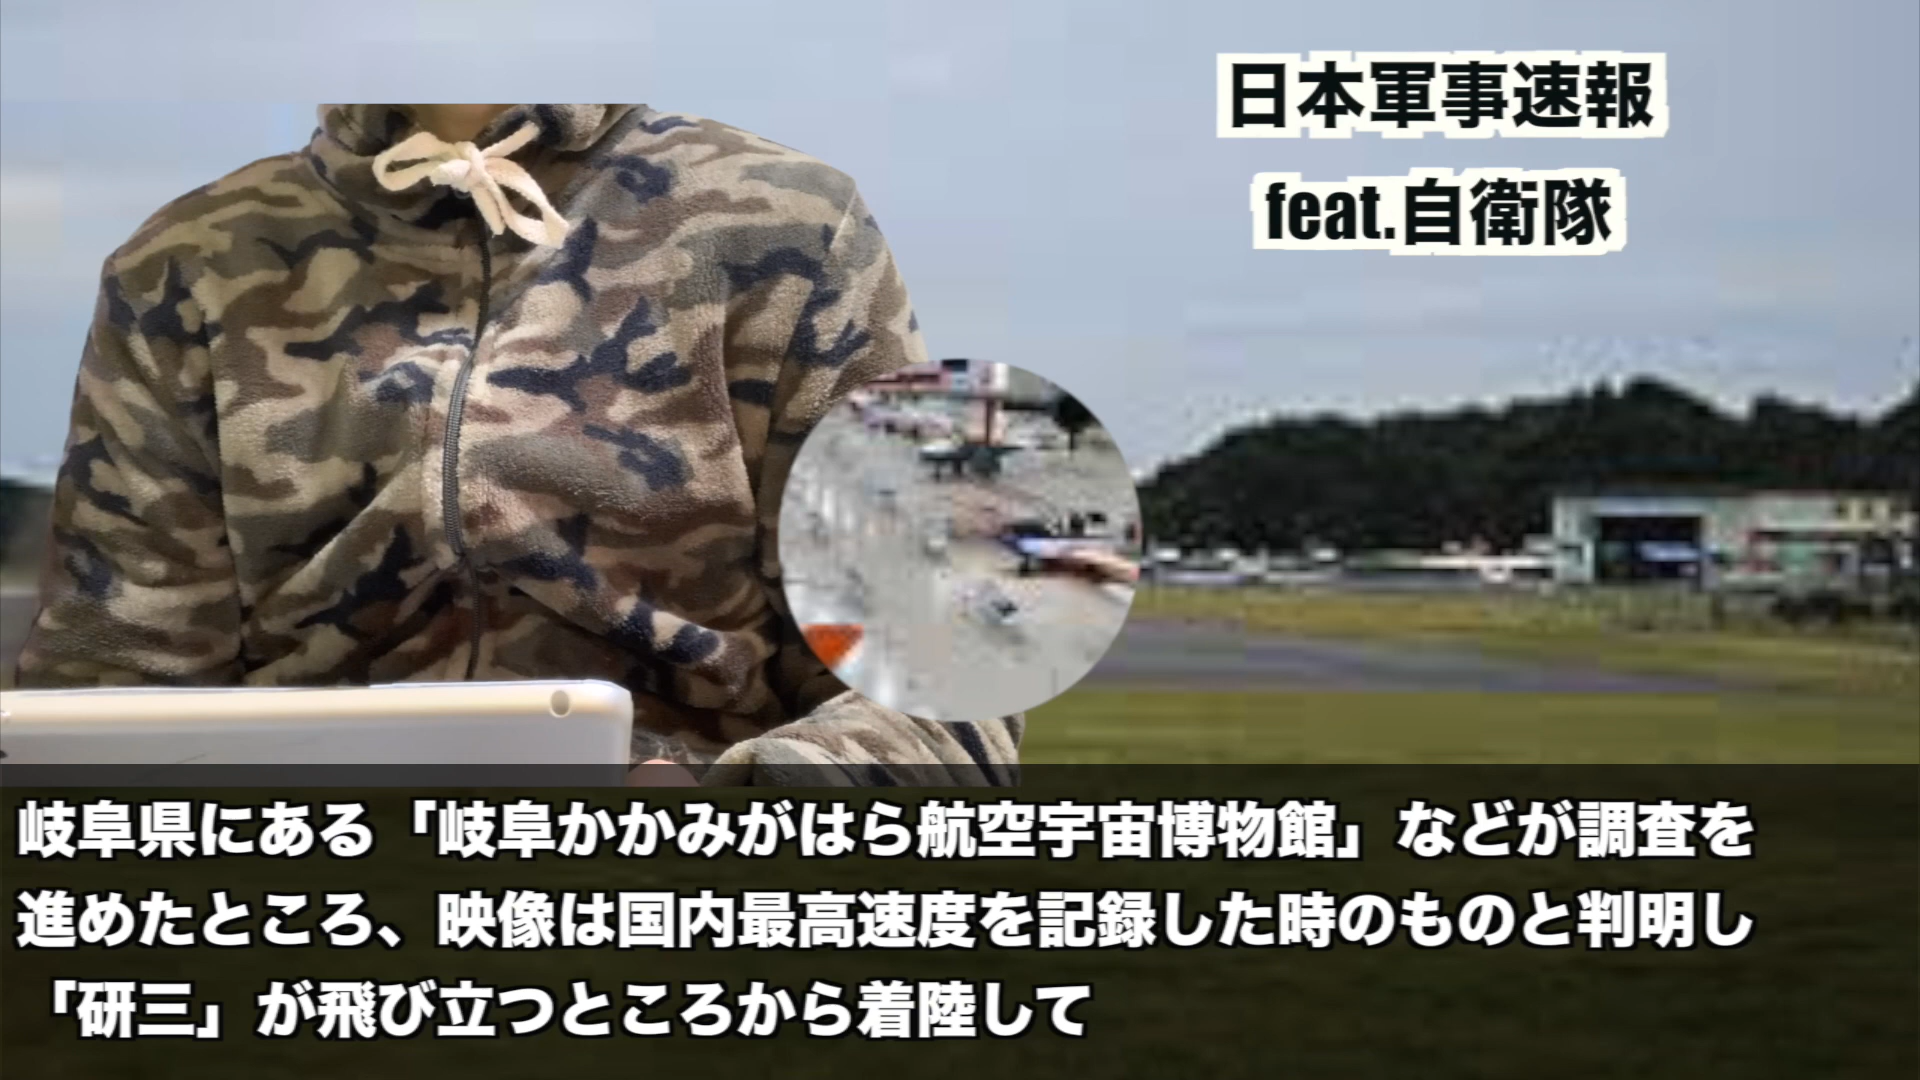 日本軍事速報
feat.自衛隊
岐阜県にある「岐阜かかみがはら航空宇宙博物館」などが調査を
進めたところ、映像は国内最高速度を記録した時のものと判明し
「研三」が飛び立つところから着陸して